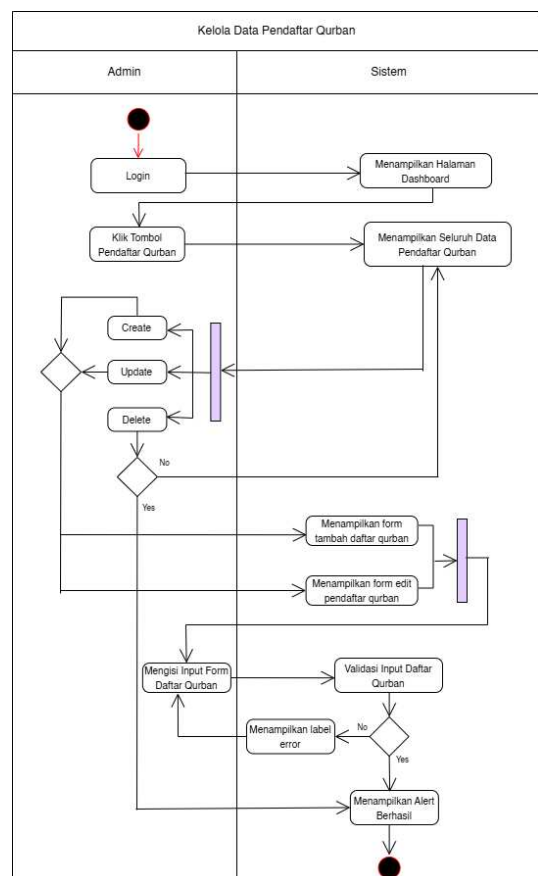 Kelola Data Pendaftar Qurban
Admin
Sistem
Login
Menampilkan Halaman
Dashboard
Klik Tombol
Pendaftar Qurban
Menampilkan Seluruh Data
Pendaftar Qurban
Create
Update
Delete
No
Yes
Menampilkan form
tambah daftar qurban
Menampilkan form edit
pendaftar qurban
Mengisi Input Form
Daftar Qurban
Validasi Input Daftar
Qurban
No
Menampilkan label
error
Yes
Menampilkan Alert
Berhasil